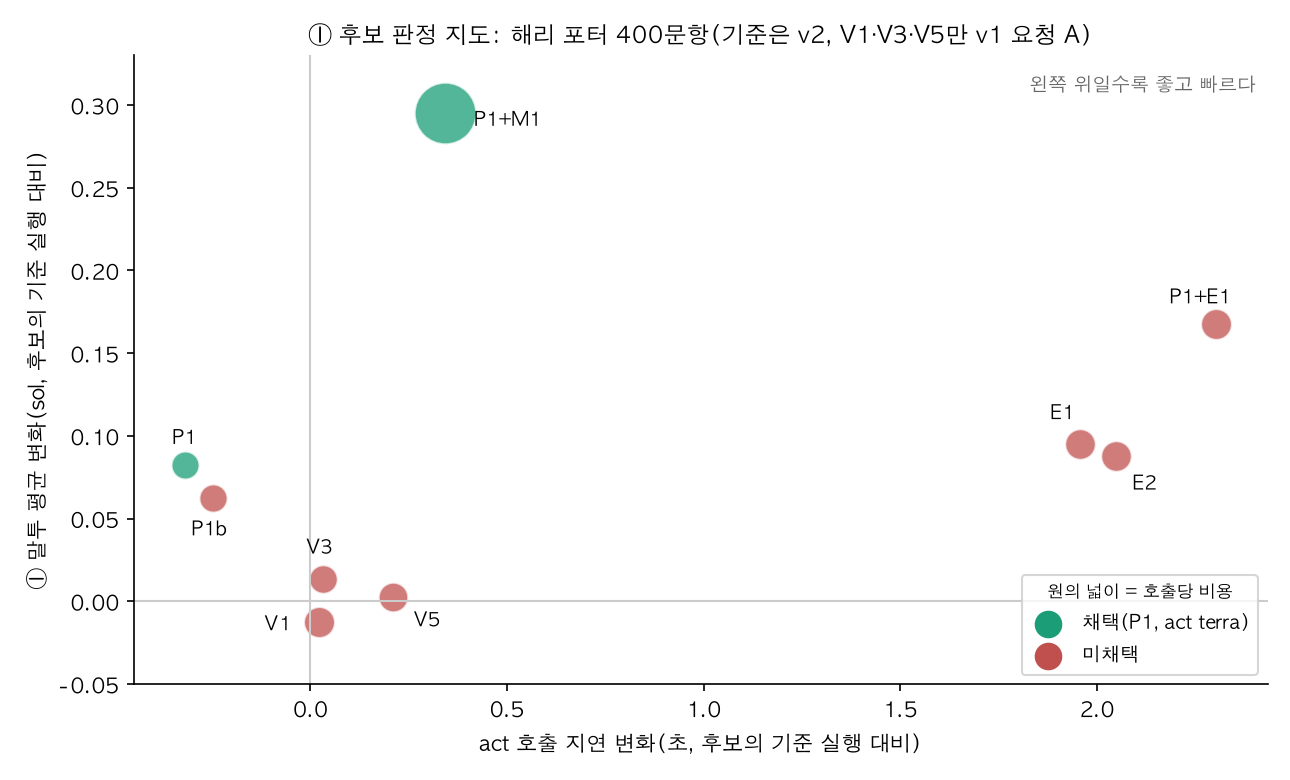 ① 후보 판정 지도: 해리 포터 400문항(기준은 v2, V1·V3·V5만 v1 요청 A)
왼쪽 위일수록 좋고 빠르다
① 말투 평균 변화(sol, 후보의 기준 실행 대비)
0.30
0.25
0.20
0.15
0.10
0.05
0.00
-0.05
P1+M1
P1+E1
E1
E2
P1
P1b
V3
V1
V5
원의 넓이 = 호출당 비용
채택(P1, act terra)
미채택
0.0
0.5
1.0
1.5
2.0
act 호출 지연 변화(초, 후보의 기준 실행 대비)